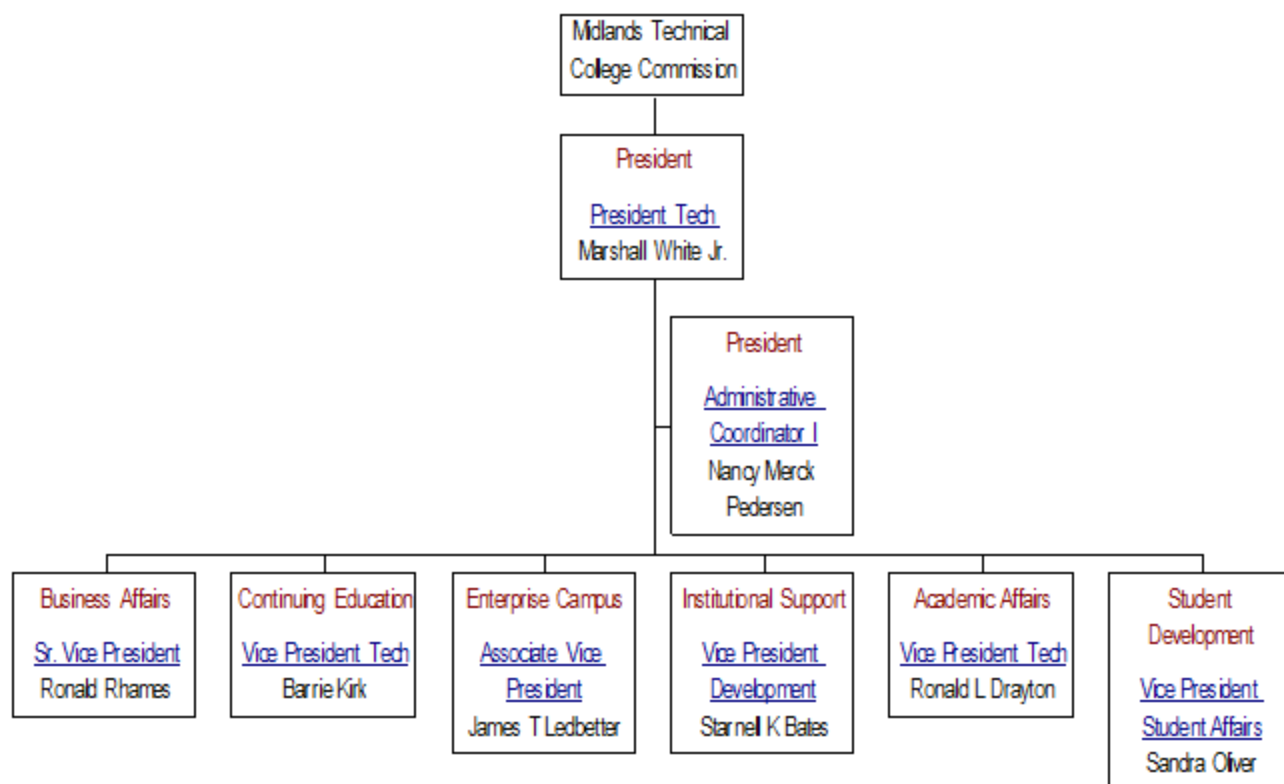 Midlands Technical
College Commission
President
President Tech
Marshall White Jr.
President
Administrative
Coordinator I
Nancy Merck
Pedersen
Business Affairs
Sr. Vice President
Ronald Rhames
Continuing Education
Vice President Tech
Barrie Kirk
Enterprise Campus
Associate Vice
President
James T Ledbetter
Institutional Support
Vice President
Development
Starnell K Bates
Academic Affairs
Vice President Tech
Ronald L Drayton
Student
Development
Vice President
Student Affairs
Sandra Oliver